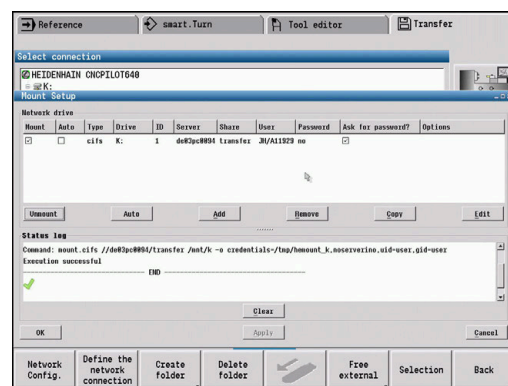 Reference smart.Turn Tool editor Transfer
Select connection
HEIDENHAIN CNCPILOT640
K:
Mount Setup
Network drive
Mount Auto Type Drive ID Server Share User Password Ask for password? Options
cifs K: 1 de03pc0094 transfer JH/A11929 no
Unmount Auto Add Remove Copy Edit
Status log
Command: mount.cifs //de03pc0094/transfer /mnt/k -o credentials=/tmp/hemount_k,noserverino,uid=user,gid=user
Execution successful
END
Clear
OK Apply Cancel
Network Config. Define the network connection Create folder Delete folder Free external Selection Back